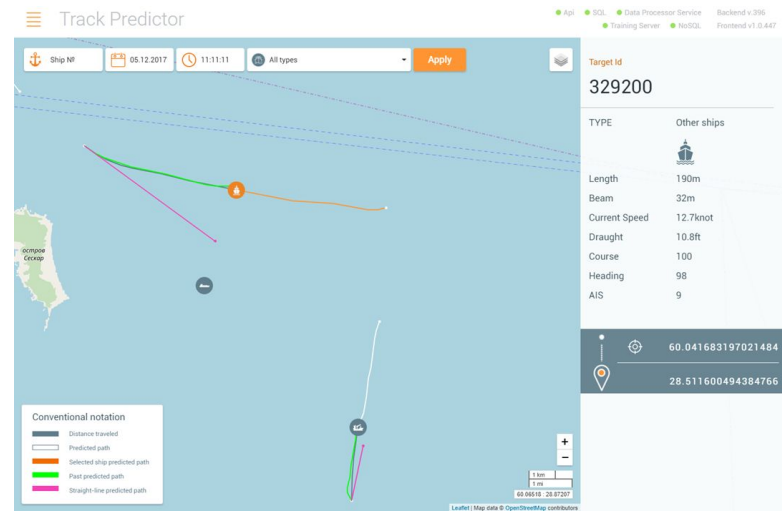 Track Predictor
Api SQL Data Processor Service Backend v.396
Training Server NoSQL Frontend v1.0.447
Ship № 05.12.2017 11:11:11 All types Apply
Target Id
329200
TYPE Other ships
Length 190m
Beam 32m
Current Speed 12.7knot
Draught 10.8ft
Course 100
Heading 98
AIS 9
60.041683197021484
28.511600494384766
остров
Сескар
Conventional notation
Distance traveled
Predicted path
Selected ship predicted path
Past predicted path
Straight-line predicted path
+
−
1 km
1 mi
60.09518 : 28.87207
Leaflet | Map data © OpenStreetMap contributors